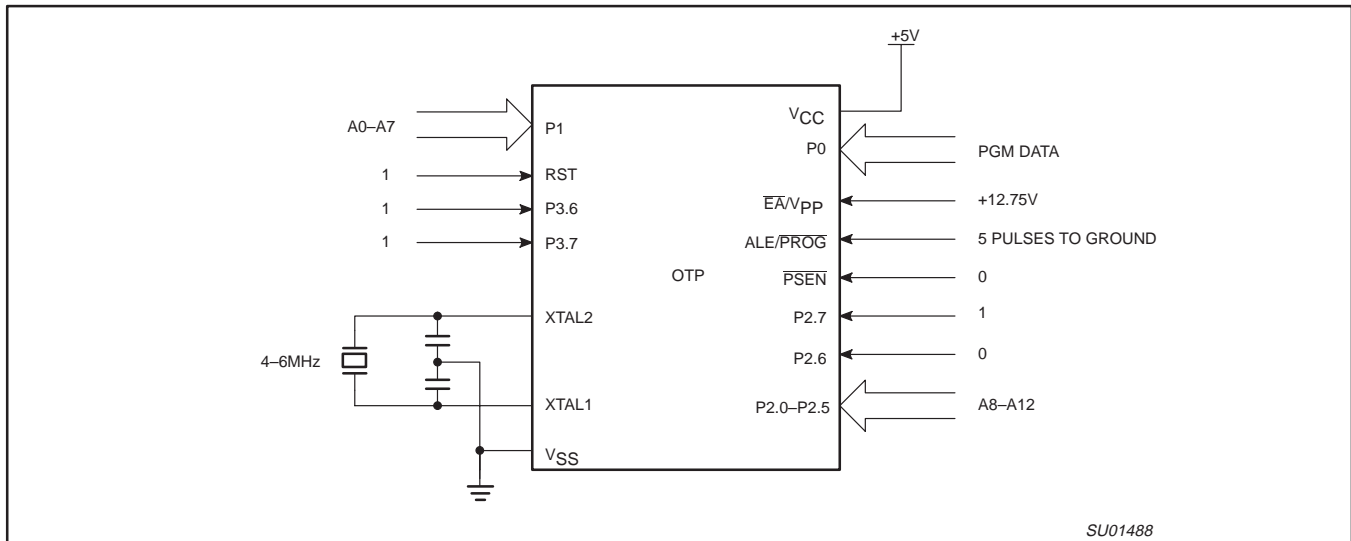 +5V
A0–A7
P1
VCC
P0
PGM DATA
1
RST
1
P3.6
EA/VPP
+12.75V
1
P3.7
ALE/PROG
5 PULSES TO GROUND
OTP
PSEN
0
XTAL2
P2.7
1
4–6MHz
P2.6
0
XTAL1
P2.0–P2.5
A8–A12
VSS
SU01488